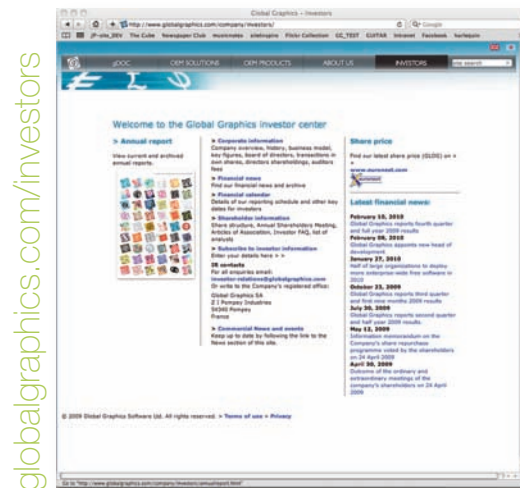 globalgraphics.com/investors
Global Graphics - Investors
http://www.globalgraphics.com/company/investors/
Google
JP-site_DEV The Cube Newspaper Club musicnotes pietinspire Flickr Collection GC_TEST GUITAR Intranet Facebook harlequin
gDOC OEM SOLUTIONS OEM PRODUCTS ABOUT US INVESTORS site search
Welcome to the Global Graphics investor center
> Annual report
View current and archived
annual reports.
> Corporate information
Company overview, history, business model,
key figures, board of directors, transactions in
own shares, directors shareholdings, auditors
fees
> Financial news
Find our financial news and archive
> Financial calendar
Details of our reporting schedule and other key
dates for investors
> Shareholder information
Share structure, Annual Shareholders Meeting,
Articles of Association, Investor FAQ, list of
analysts
> Subscribe to investor information
Enter your details here > >
IR contacts
For all enquiries email:
investor-relations@globalgraphics.com
Or write to the Company's registered office:
Global Graphics SA
Z I Pompey Industries
54340 Pompey
France
> Commercial News and events
Keep up to date by following the link to the
News section of this site.
Share price
Find our latest share price (GLOG) on >
>
www.euronext.com
euronext
Latest financial news:
February 10, 2010
Global Graphics reports fourth quarter
and full year 2009 results
February 08, 2010
Global Graphics appoints new head of
development
January 27, 2010
Half of large organizations to deploy
more enterprise-wide free software in
2010
October 23, 2009
Global Graphics reports third quarter
and first nine months 2009 results
July 30, 2009
Global Graphics reports second quarter
and half year 2009 results
May 12, 2009
Information memorandum on the
Company's share repurchase
programme voted by the shareholders
on 24 April 2009
April 30, 2009
Outcome of the ordinary and
extraordinary meetings of the
company's shareholders on 24 April
2009
© 2009 Global Graphics Software Ltd. All rights reserved. > Terms of use > Privacy
Go to "http://www.globalgraphics.com/company/investors/annualreport.html"